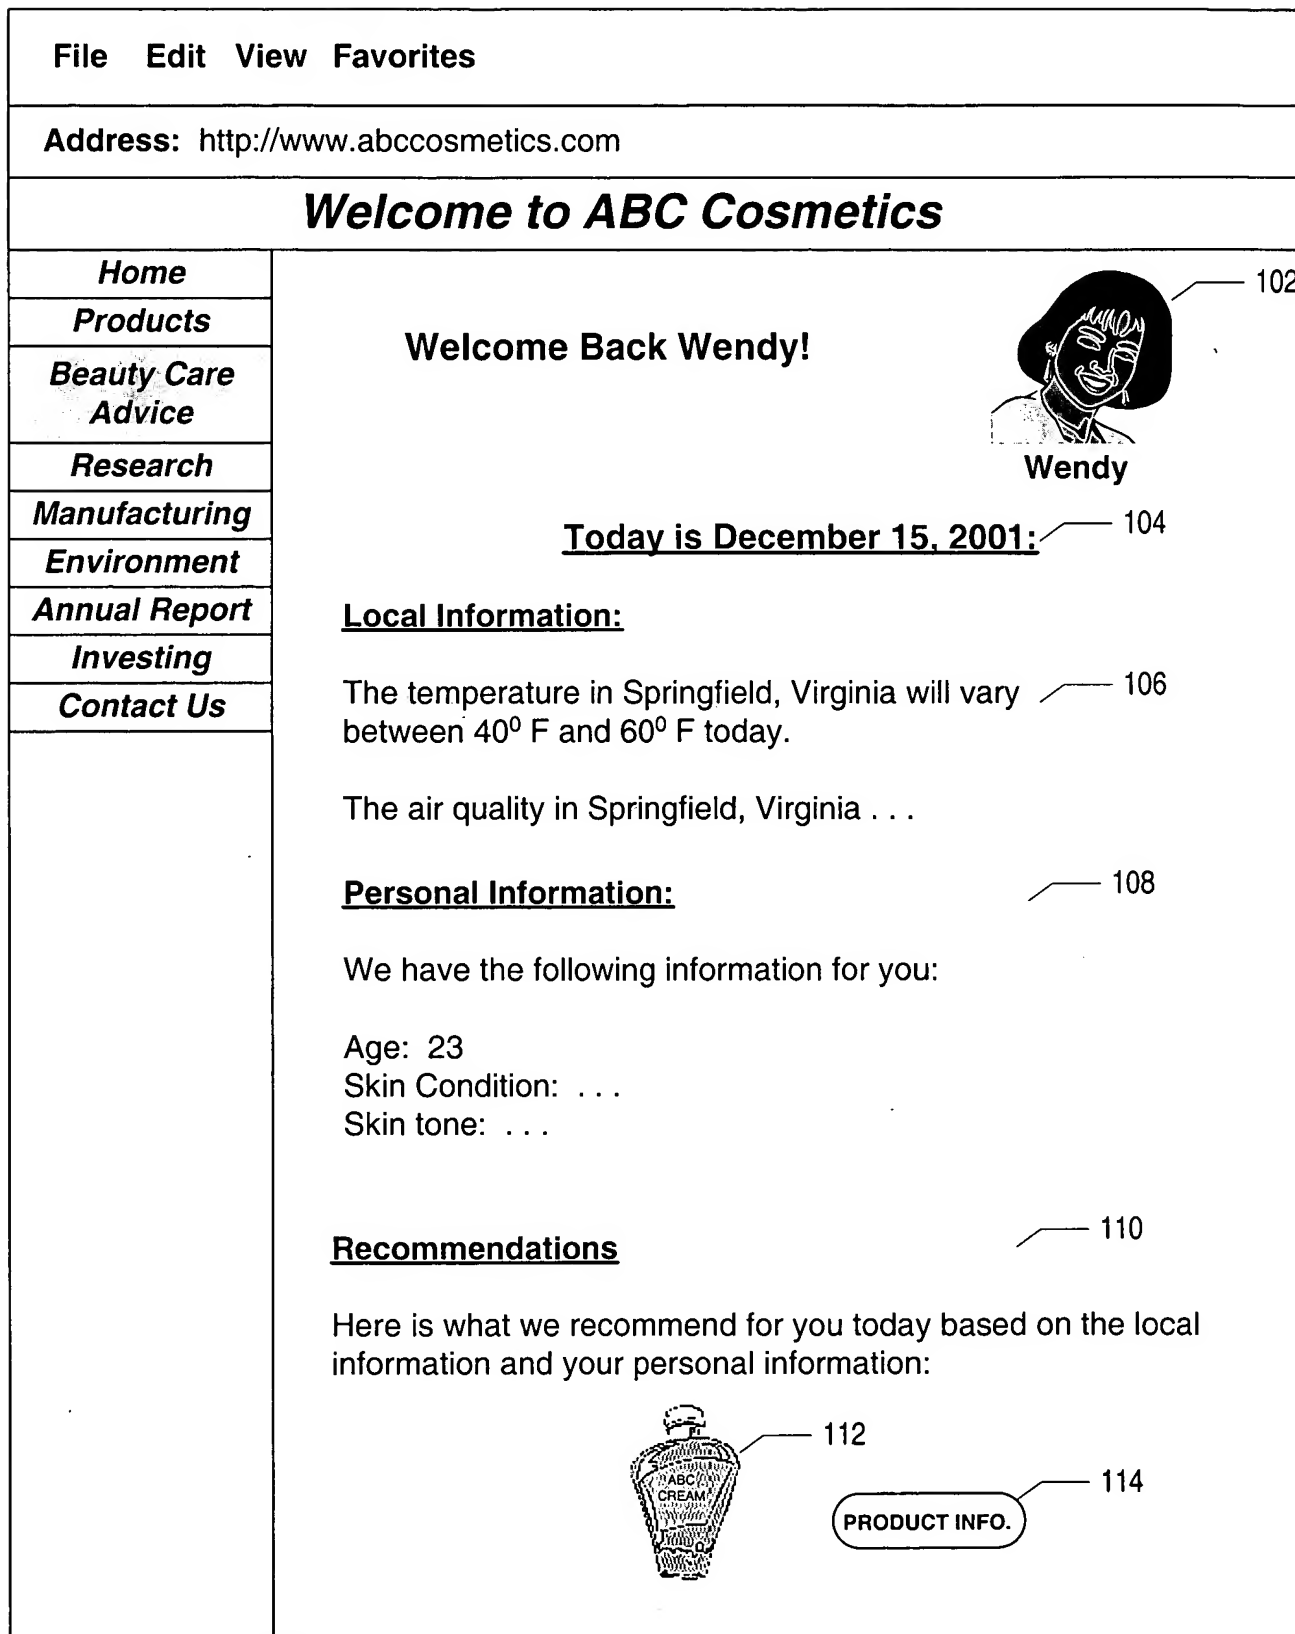 File Edit View Favorites
Address: http://www.abccosmetics.com
Welcome to ABC Cosmetics
Home
Products
Beauty Care
Advice
Research
Manufacturing
Environment
Annual Report
Investing
Contact Us
Welcome Back Wendy!
102
Wendy
Today is December 15, 2001:
104
Local Information:
The temperature in Springfield, Virginia will vary
106
between 40⁰ F and 60⁰ F today.
The air quality in Springfield, Virginia . . .
Personal Information:
108
We have the following information for you:
Age: 23
Skin Condition: . . .
Skin tone: . . .
Recommendations
110
Here is what we recommend for you today based on the local
information and your personal information:
112
ABC
CREAM
114
PRODUCT INFO.